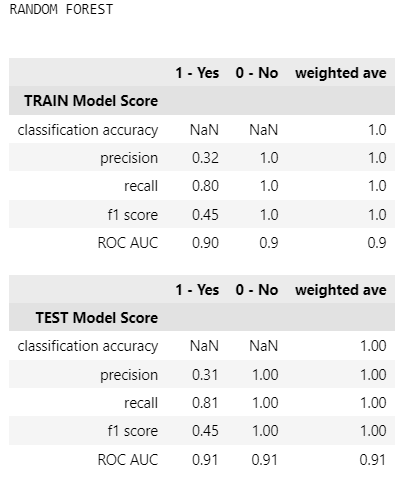 RANDOM FOREST
1 - Yes 0 - No weighted ave
TRAIN Model Score
classification accuracy NaN NaN 1.0
precision 0.32 1.0 1.0
recall 0.80 1.0 1.0
f1 score 0.45 1.0 1.0
ROC AUC 0.90 0.9 0.9
1 - Yes 0 - No weighted ave
TEST Model Score
classification accuracy NaN NaN 1.00
precision 0.31 1.00 1.00
recall 0.81 1.00 1.00
f1 score 0.45 1.00 1.00
ROC AUC 0.91 0.91 0.91